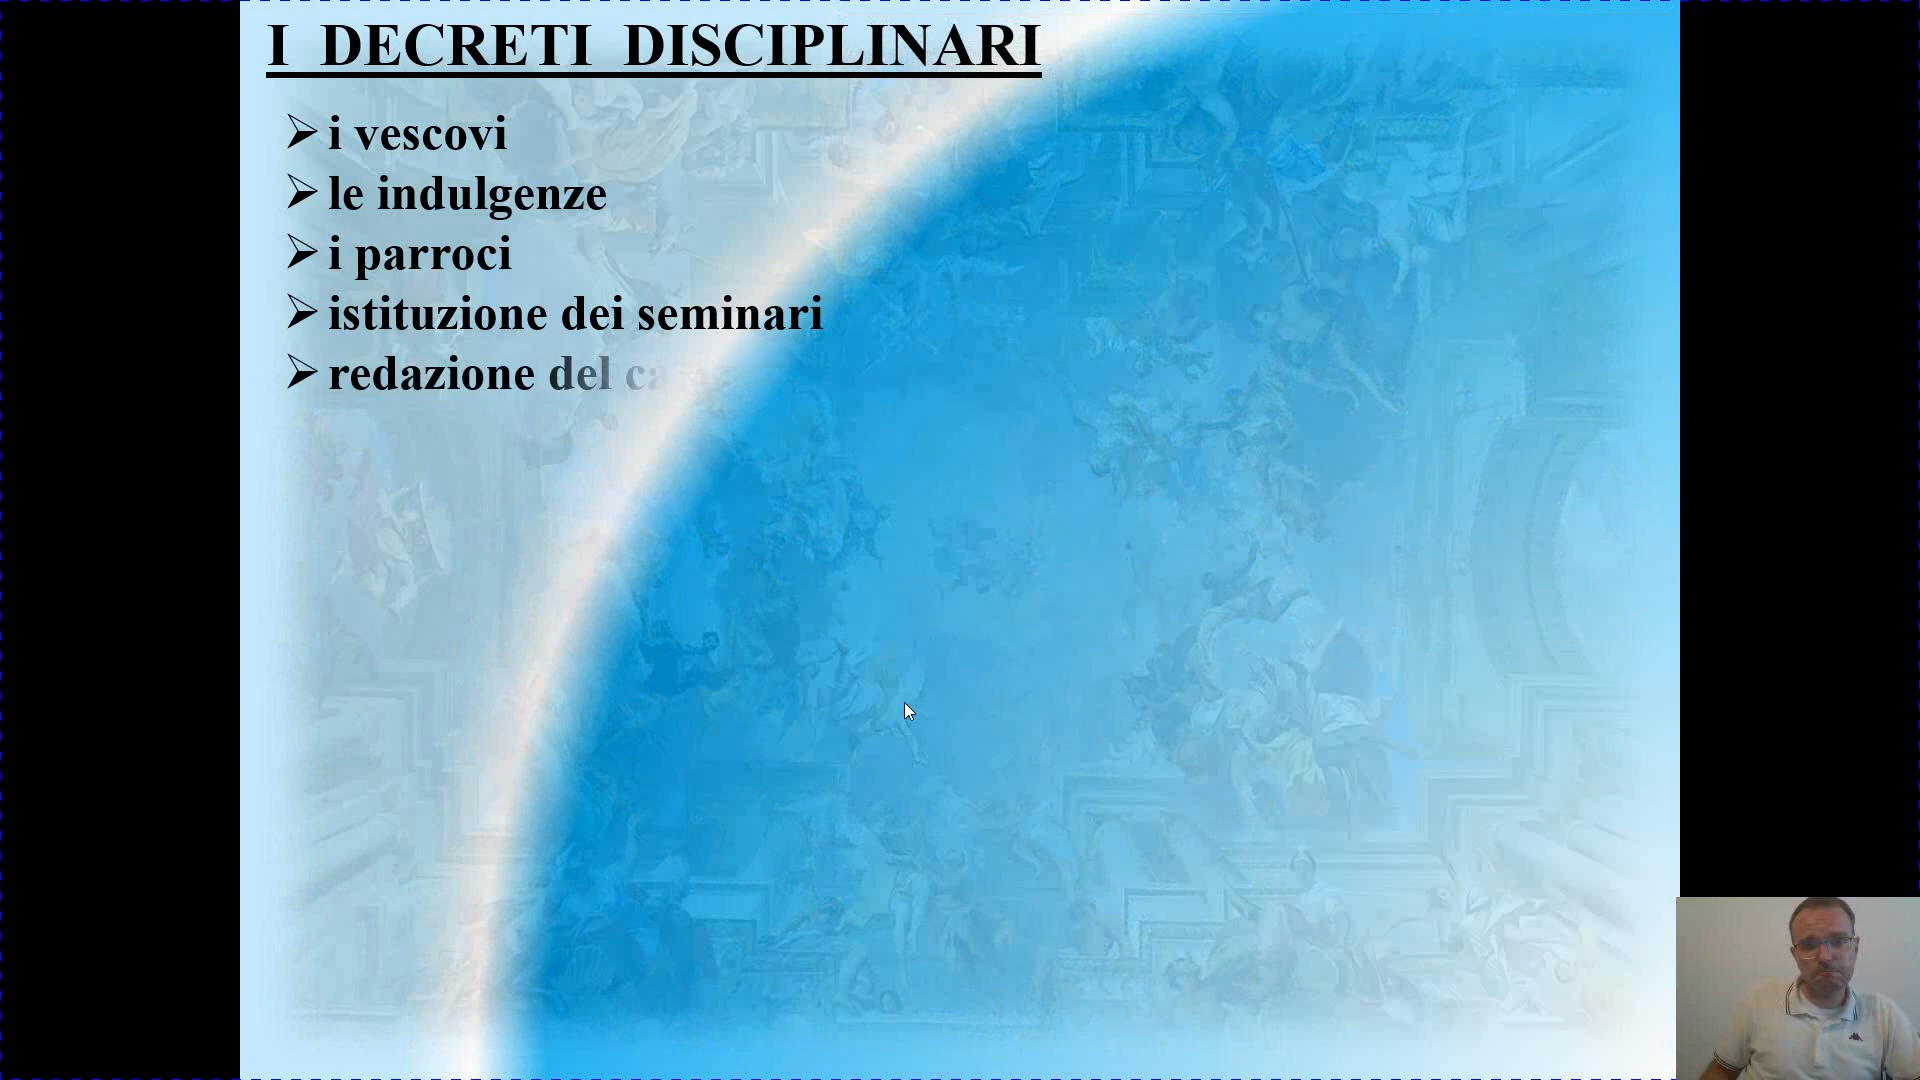 I DECRETI DISCIPLINARI
➢ i vescovi
➢ le indulgenze
➢ i parroci
➢ istituzione dei seminari
➢ redazione del